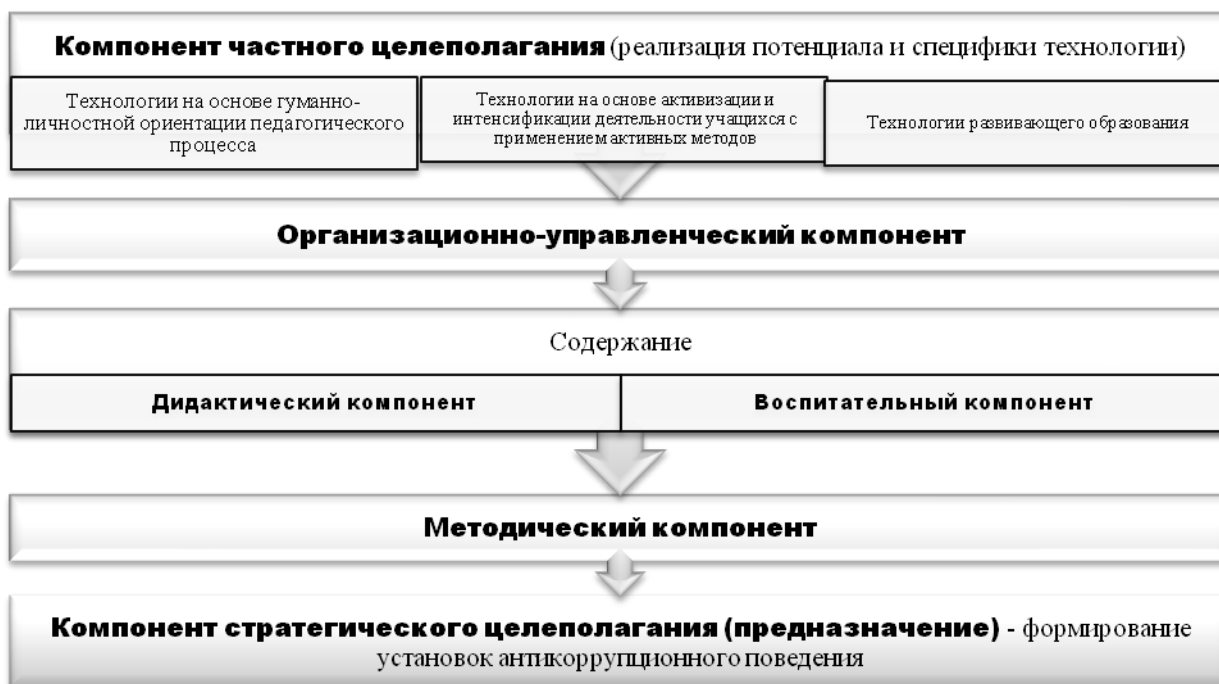 Компонент частного целеполагания (реализация потенциала и специфики технологии)
Технологии на основе гуманно-
личностной ориентации педагогического
процесса
Технологии на основе активизации и
интенсификации деятельности учащихся с
применением активных методов
Технологии развивающего образования
Организационно-управленческий компонент
Содержание
Дидактический компонент
Воспитательный компонент
Методический компонент
Компонент стратегического целеполагания (предназначение) - формирование
установок антикоррупционного поведения